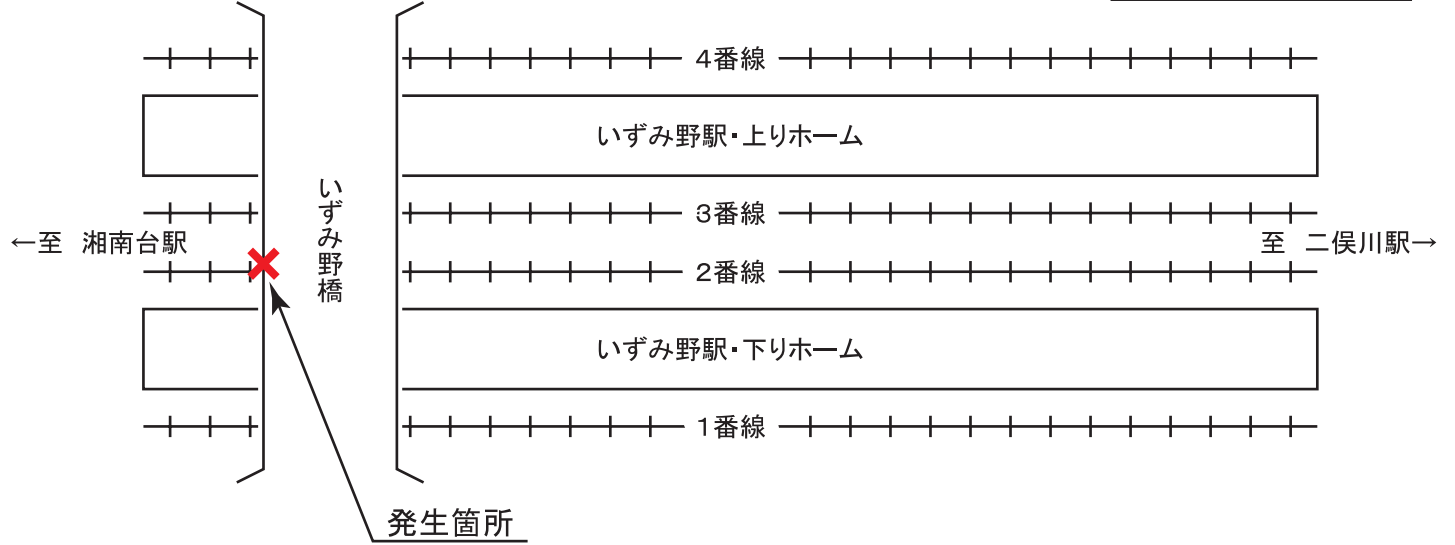 4番線
いずみ野駅・上りホーム
いずみ野橋
3番線
←至 湘南台駅
至 二俣川駅→
2番線
いずみ野駅・下りホーム
1番線
発生箇所